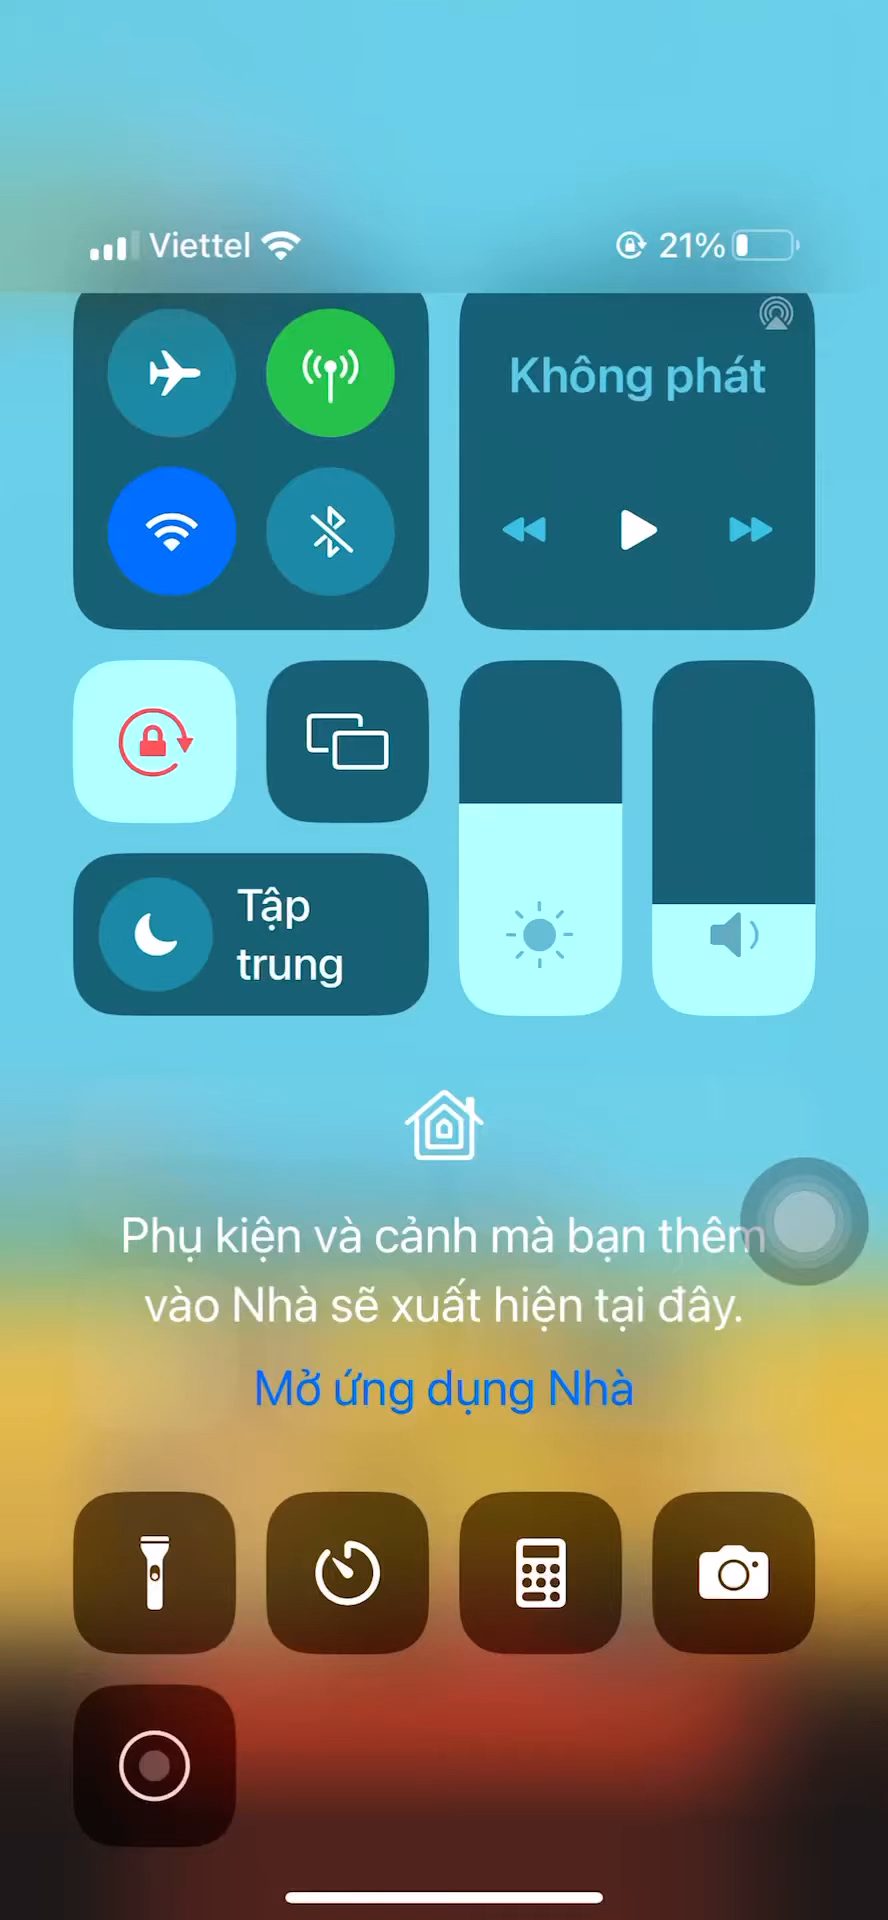 Viettel 21%
Không phát
Tập
trung
Phụ kiện và cảnh mà bạn thêm
vào Nhà sẽ xuất hiện tại đây.
Mở ứng dụng Nhà